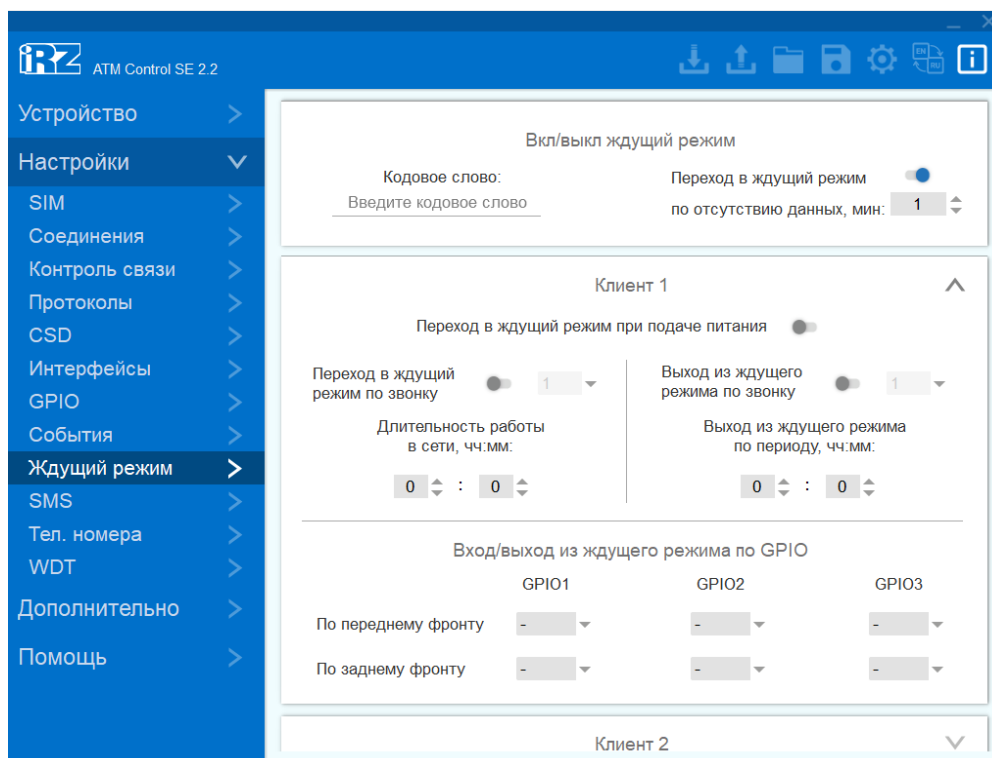 iRZ ATM Control SE 2.2
EN
RU
i
Устройство
Настройки
SIM
Соединения
Контроль связи
Протоколы
CSD
Интерфейсы
GPIO
События
Ждущий режим
SMS
Тел. номера
WDT
Дополнительно
Помощь
Вкл/выкл ждущий режим
Кодовое слово:
Введите кодовое слово
Переход в ждущий режим
по отсутствию данных, мин: 1
Клиент 1
Переход в ждущий режим при подаче питания
Переход в ждущий
режим по звонку 1
Длительность работы
в сети, чч:мм:
0 : 0
Выход из ждущего
режима по звонку 1
Выход из ждущего режима
по периоду, чч:мм:
0 : 0
Вход/выход из ждущего режима по GPIO
GPIO1 GPIO2 GPIO3
По переднему фронту - - -
По заднему фронту - - -
Клиент 2